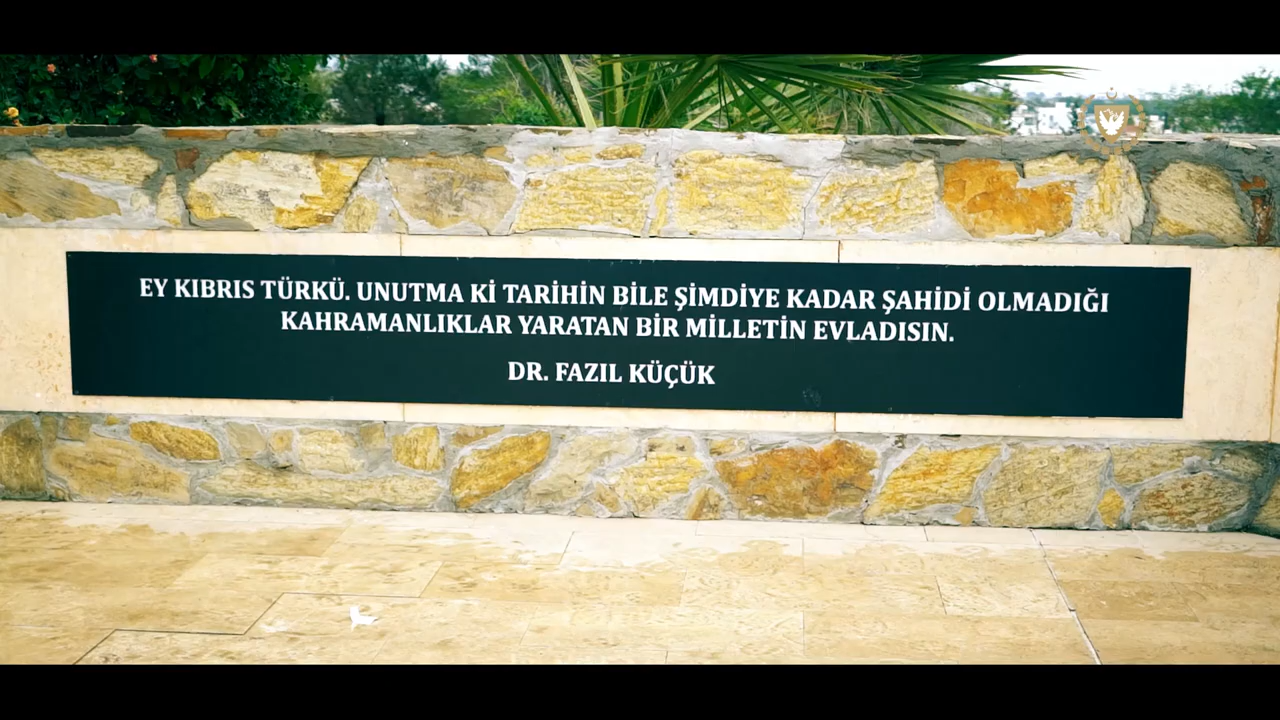 EY KIBRIS TÜRKÜ. UNUTMA Kİ TARİHİN BİLE ŞİMDİYE KADAR ŞAHİDİ OLMADIĞI
KAHRAMANLIKLAR YARATAN BİR MİLLETİN EVLADISIN.
DR. FAZIL KÜÇÜK